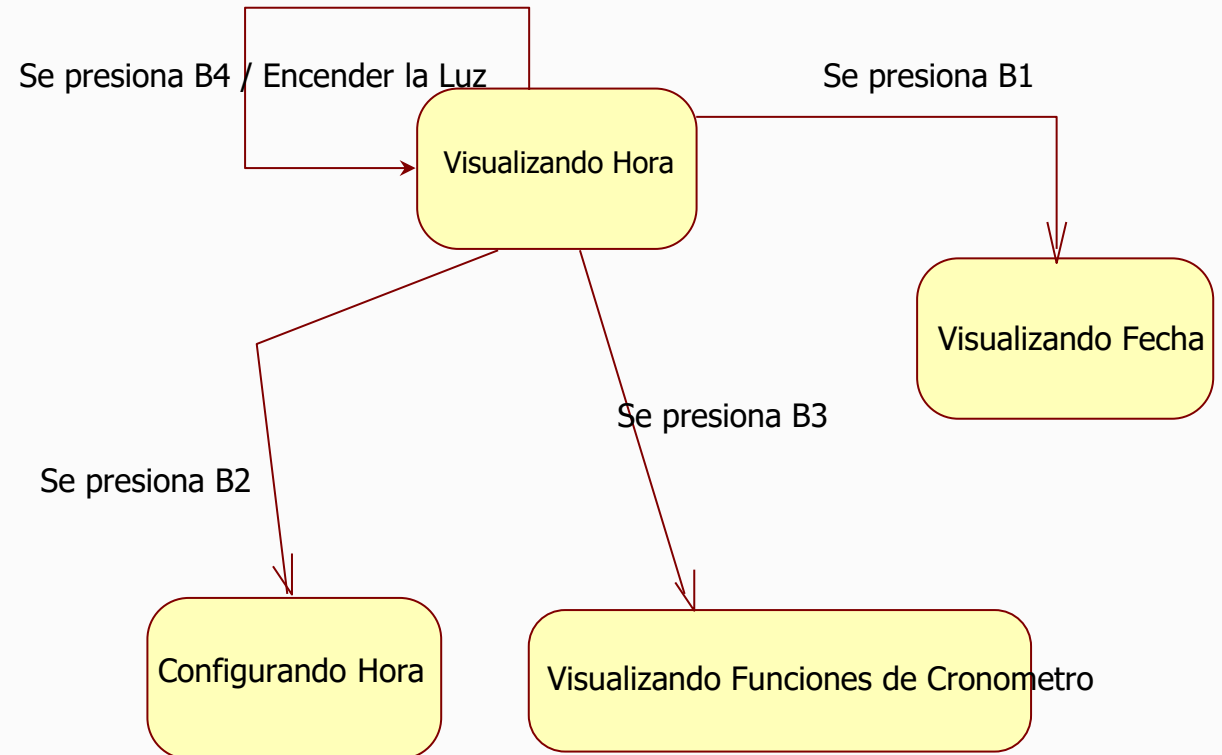 Se presiona B4 / Encender la Luz
Se presiona B1
Visualizando Hora
Visualizando Fecha
Se presiona B3
Se presiona B2
Configurando Hora
Visualizando Funciones de Cronometro